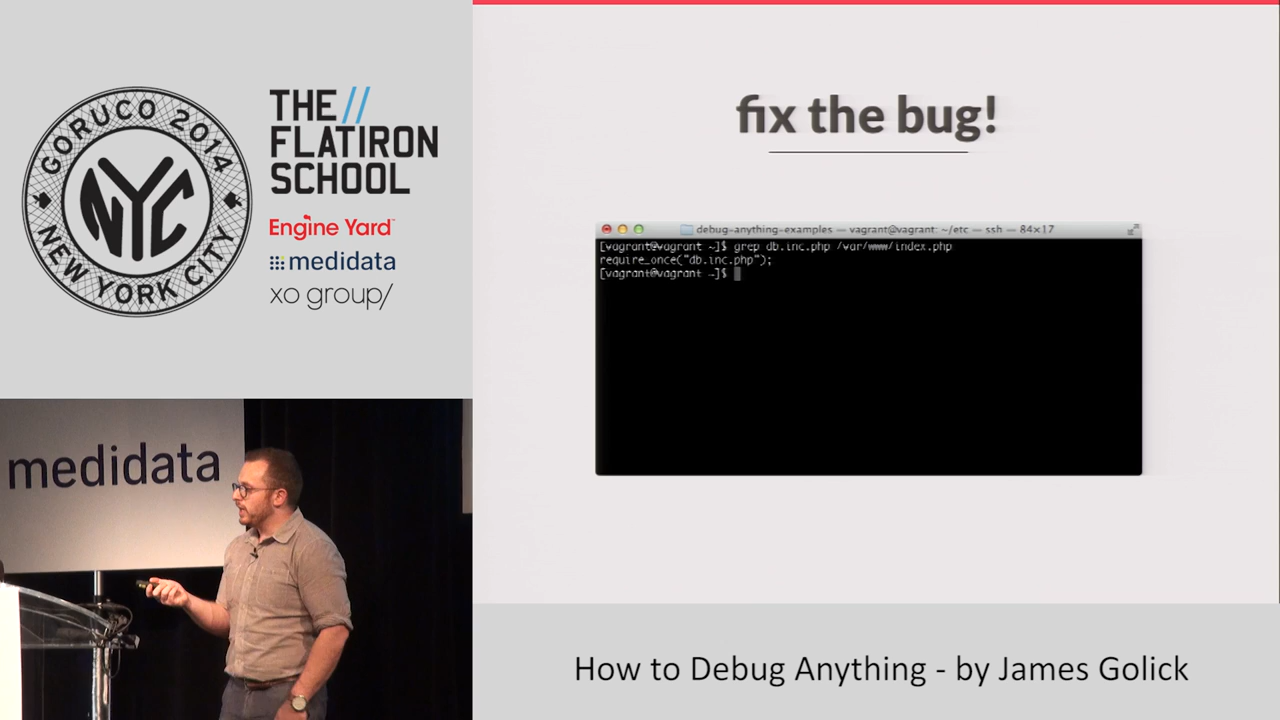 GORUCO 2014
NYC
NEW YORK CITY
THE //
FLATIRON
SCHOOL
Engine Yard™
medidata
xo group/
medidata
fix the bug!
debug-anything-examples — vagrant@vagrant: ~/etc — ssh — 84×17
[vagrant@vagrant ~]$ grep db.inc.php /var/www/index.php
require_once("db.inc.php");
[vagrant@vagrant ~]$
How to Debug Anything - by James Golick